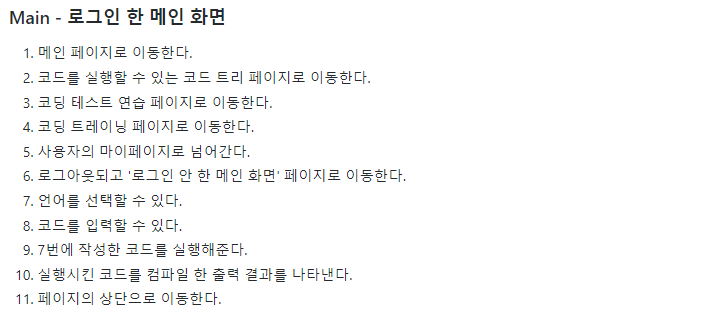 Main - 로그인 한 메인 화면
1. 메인 페이지로 이동한다.
2. 코드를 실행할 수 있는 코드 트리 페이지로 이동한다.
3. 코딩 테스트 연습 페이지로 이동한다.
4. 코딩 트레이닝 페이지로 이동한다.
5. 사용자의 마이페이지로 넘어간다.
6. 로그아웃되고 '로그인 안 한 메인 화면' 페이지로 이동한다.
7. 언어를 선택할 수 있다.
8. 코드를 입력할 수 있다.
9. 7번에 작성한 코드를 실행해준다.
10. 실행시킨 코드를 컴파일 한 출력 결과를 나타낸다.
11. 페이지의 상단으로 이동한다.